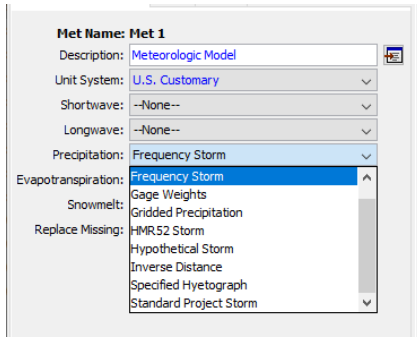 Met Name: Met 1
Description: Meteorologic Model
Unit System: U.S. Customary
Shortwave: --None--
Longwave: --None--
Precipitation: Frequency Storm
Evapotranspiration: Frequency Storm
Gage Weights
Snowmelt: Gridded Precipitation
Replace Missing: HMR52 Storm
Hypothetical Storm
Inverse Distance
Specified Hyetograph
Standard Project Storm